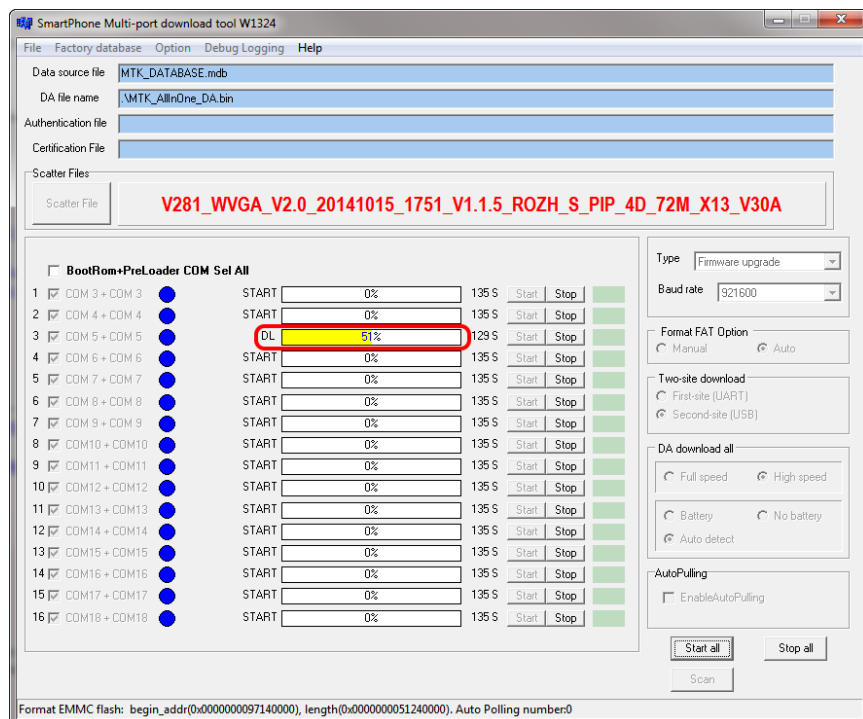 SmartPhone Multi-port download tool W1324
File Factory database Option Debug Logging Help
Data source file MTK_DATABASE.mdb
DA file name .\MTK_AllInOne_DA.bin
Authentication file
Certification File
Scatter Files
Scatter File V281_WVGA_V2.0_20141015_1751_V1.1.5_ROZH_S_PIP_4D_72M_X13_V30A
BootRom+PreLoader COM Sel All
1 COM 3 + COM 3 START 0% 135 S Start Stop
2 COM 4 + COM 4 START 0% 135 S Start Stop
3 COM 5 + COM 5 DL 51% 129 S Start Stop
4 COM 6 + COM 6 START 0% 135 S Start Stop
5 COM 7 + COM 7 START 0% 135 S Start Stop
6 COM 8 + COM 8 START 0% 135 S Start Stop
7 COM 9 + COM 9 START 0% 135 S Start Stop
8 COM10 + COM10 START 0% 135 S Start Stop
9 COM11 + COM11 START 0% 135 S Start Stop
10 COM12 + COM12 START 0% 135 S Start Stop
11 COM13 + COM13 START 0% 135 S Start Stop
12 COM14 + COM14 START 0% 135 S Start Stop
13 COM15 + COM15 START 0% 135 S Start Stop
14 COM16 + COM16 START 0% 135 S Start Stop
15 COM17 + COM17 START 0% 135 S Start Stop
16 COM18 + COM18 START 0% 135 S Start Stop
Type Firmware upgrade
Baud rate 921600
Format FAT Option
Manual Auto
Two-site download
First-site (UART)
Second-site (USB)
DA download all
Full speed High speed
Battery No battery
Auto detect
AutoPulling
EnableAutoPulling
Start all Stop all
Scan
Format EMMC flash: begin_addr(0x0000000097140000), length(0x0000000051240000). Auto Polling number:0